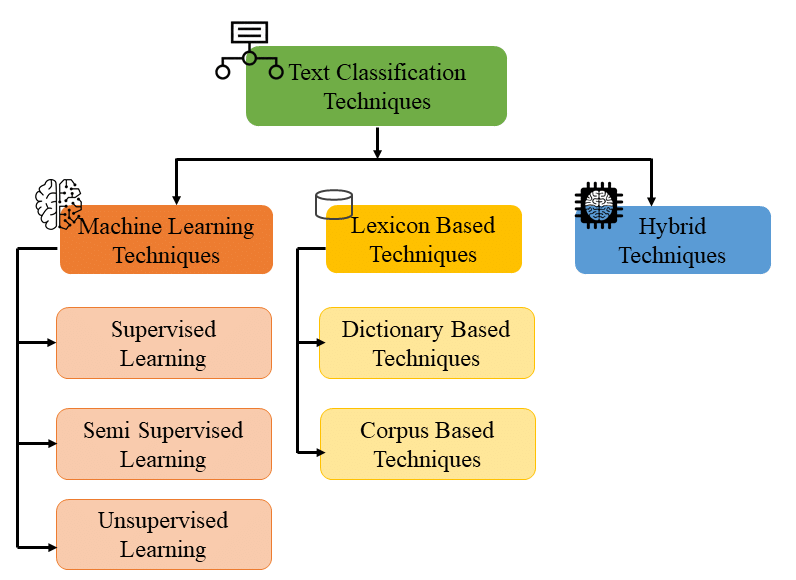 Text Classification
Techniques
Machine Learning
Techniques
Lexicon Based
Techniques
Hybrid
Techniques
Supervised
Learning
Dictionary Based
Techniques
Semi Supervised
Learning
Corpus Based
Techniques
Unsupervised
Learning